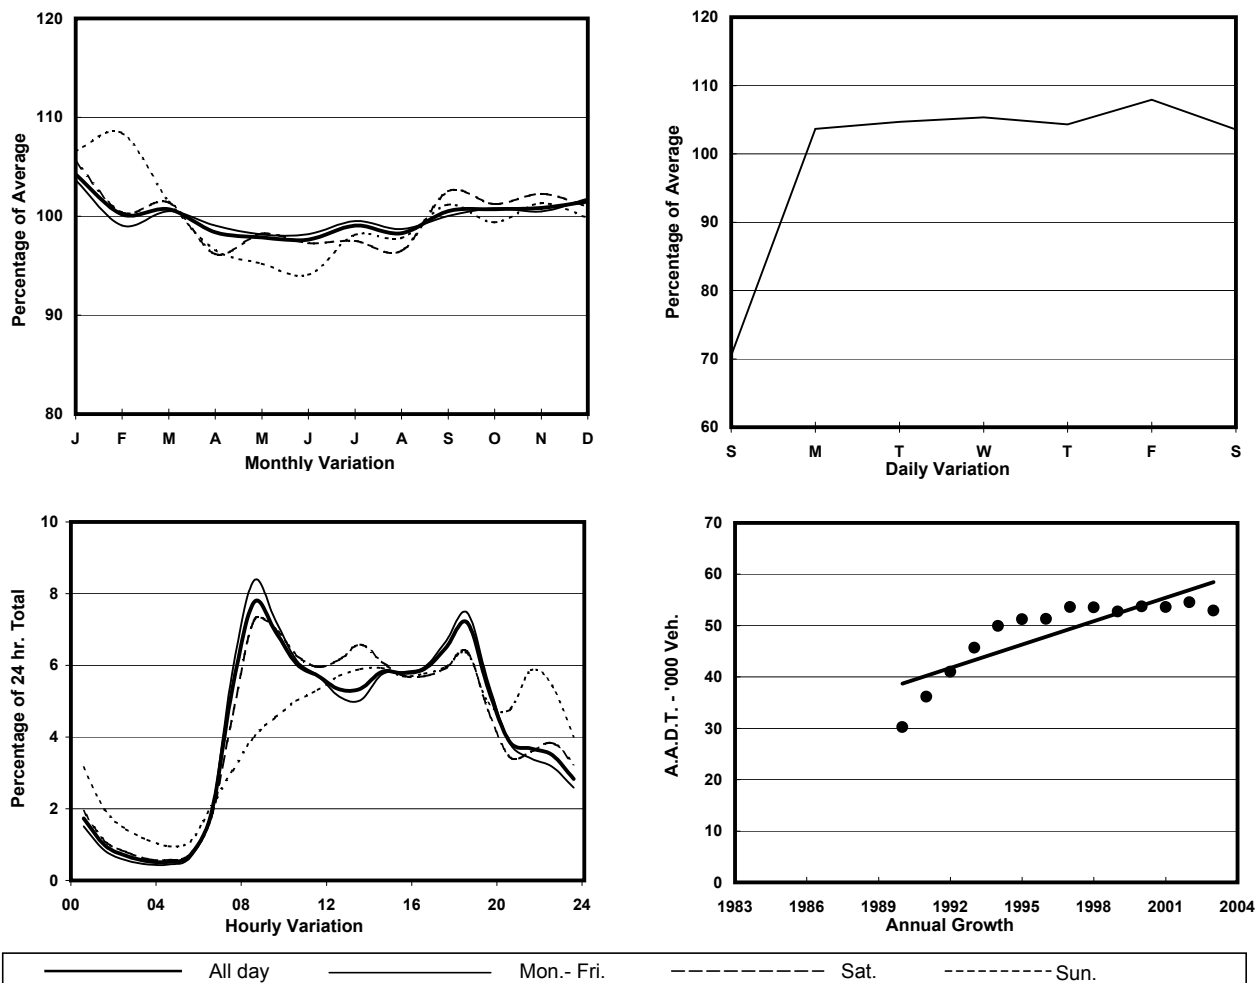 120
110
100
90
80
Percentage of Average
J F M A M J J A S O N D
Monthly Variation
120
110
100
90
80
70
60
Percentage of Average
S M T W T F S
Daily Variation
10
8
6
4
2
0
Percentage of 24 hr. Total
00 04 08 12 16 20 24
Hourly Variation
70
60
50
40
30
20
10
0
A.A.D.T. - '000 Veh.
1983 1986 1989 1992 1995 1998 2001 2004
Annual Growth
All day Mon.- Fri. Sat. Sun.